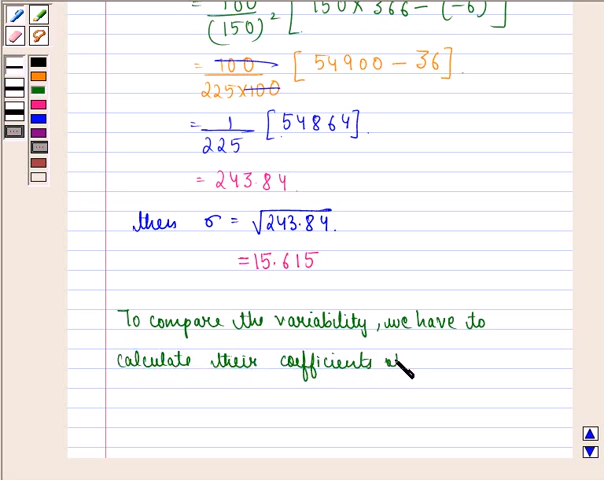 = 100/(150)² [ 150 × 366 − (−6)
= 100/225×100 [ 54900 − 36].
= 1/225 [54864].
= 243.84.
then σ = √243.84.
= 15.615
To compare the variability, we have to
calculate their coefficients